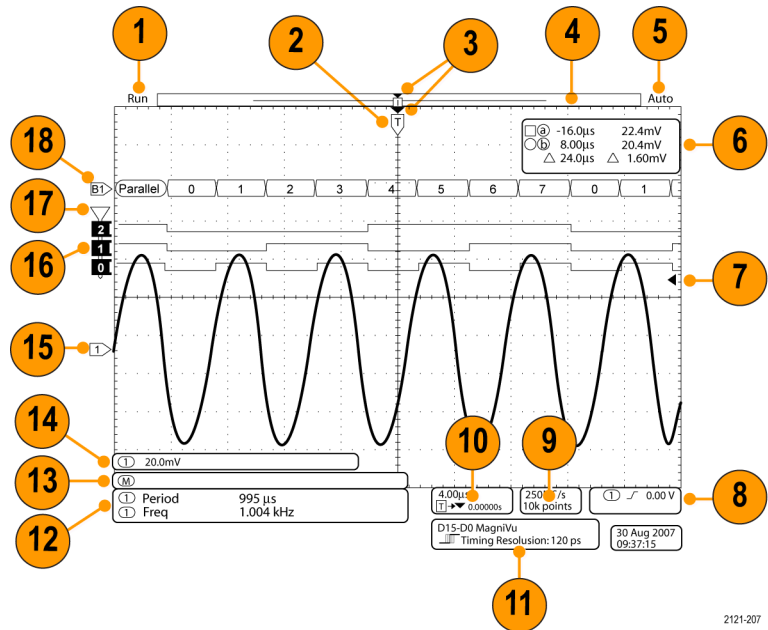 1
2
3
4
5
Run
Auto
T
6
ⓐ -16.0µs 22.4mV
ⓑ 8.00µs 20.4mV
△ 24.0µs △ 1.60mV
18
B1
Parallel 0 1 2 3 4 5 6 7 0 1
17
2
16
1
0
7
15
1
14
① 20.0mV
10
9
13
Ⓜ
4.00µs
T → ▼ 0.00000s
10k points
① 0.00 V
8
12
① Period 995 µs
① Freq 1.004 kHz
D15-D0 MagniVu
Timing Resolusion: 120 ps
30 Aug 2007
09:37:15
11
2121-207